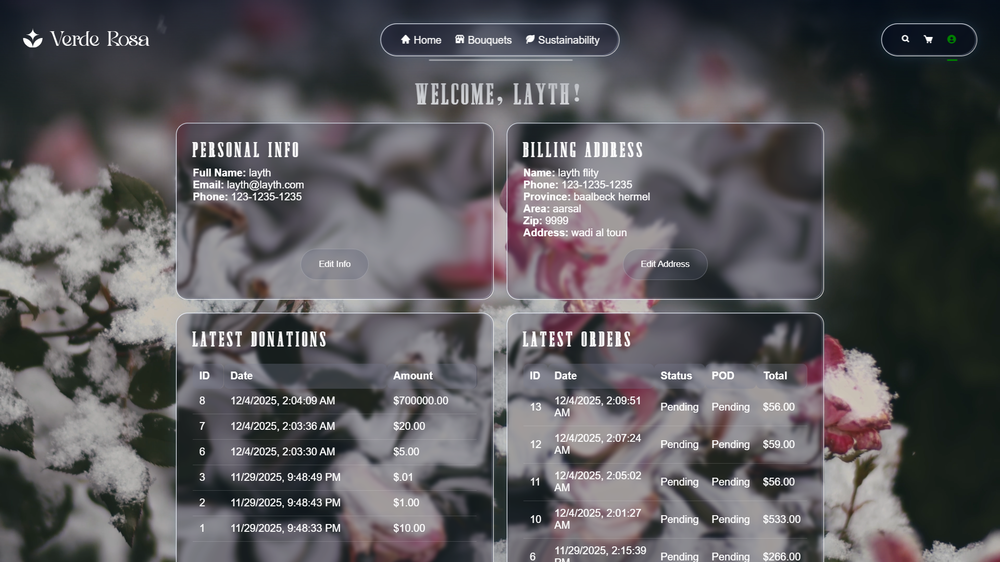 Verde Rosa
Home Bouquets Sustainability
WELCOME, LAYTH!
PERSONAL INFO
Full Name: layth
Email: layth@layth.com
Phone: 123-1235-1235
Edit Info
BILLING ADDRESS
Name: layth flity
Phone: 123-1235-1235
Province: baalbeck hermel
Area: aarsal
Zip: 9999
Address: wadi al toun
Edit Address
LATEST DONATIONS
ID Date Amount
8 12/4/2025, 2:04:09 AM $700000.00
7 12/4/2025, 2:03:36 AM $20.00
6 12/4/2025, 2:03:30 AM $5.00
3 11/29/2025, 9:48:49 PM $.01
2 11/29/2025, 9:48:43 PM $1.00
1 11/29/2025, 9:48:33 PM $10.00
LATEST ORDERS
ID Date Status POD Total
13 12/4/2025, 2:09:51 AM Pending Pending $56.00
12 12/4/2025, 2:07:24 AM Pending Pending $59.00
11 12/4/2025, 2:05:02 AM Pending Pending $56.00
10 12/4/2025, 2:01:27 AM Pending Pending $533.00
6 11/29/2025, 2:15:39 PM Pending Pending $266.00